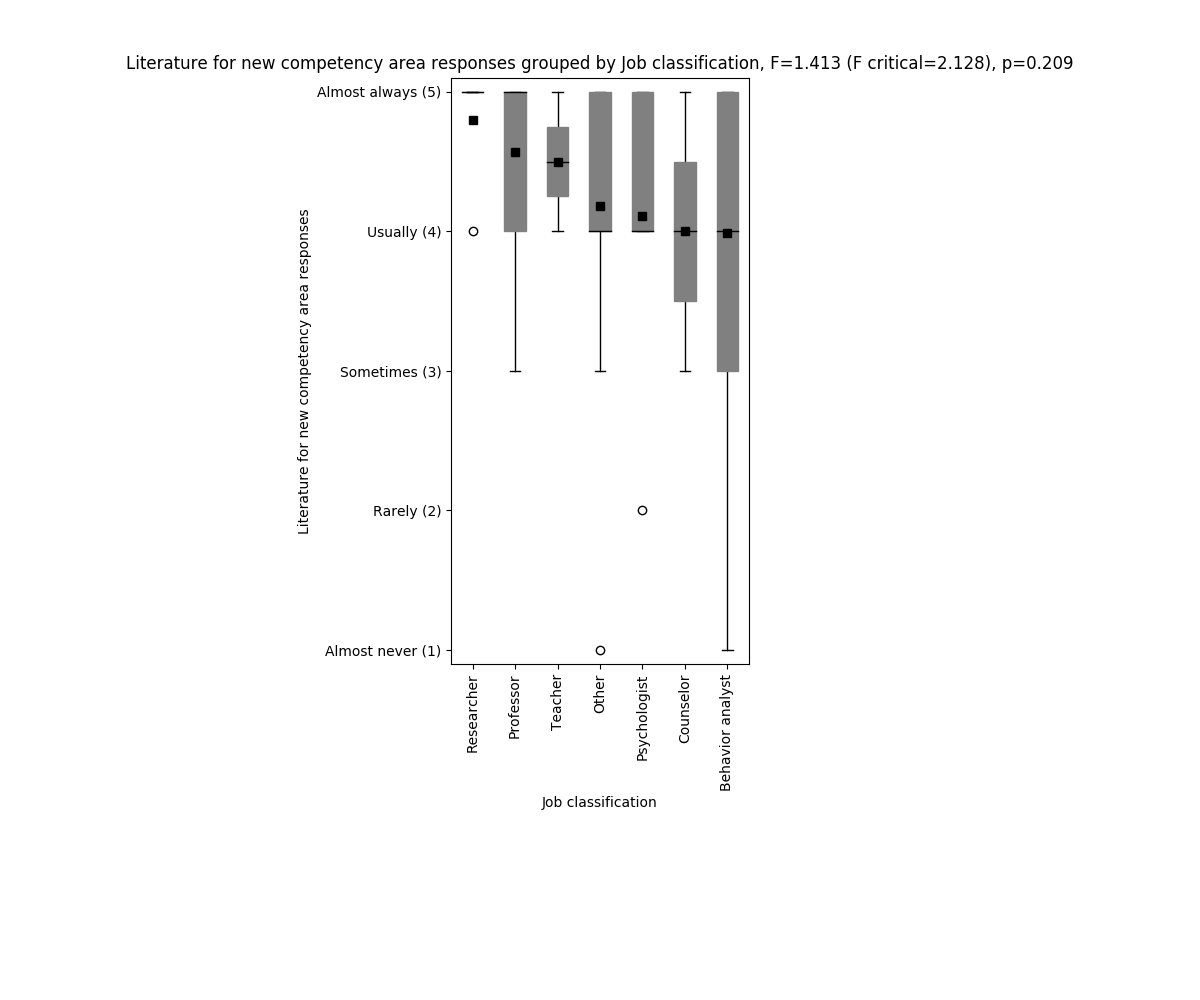 Literature for new competency area responses grouped by Job classification, F=1.413 (F critical=2.128), p=0.209
Literature for new competency area responses
Almost always (5)
Usually (4)
Sometimes (3)
Rarely (2)
Almost never (1)
Researcher
Professor
Teacher
Other
Psychologist
Counselor
Behavior analyst
Job classification